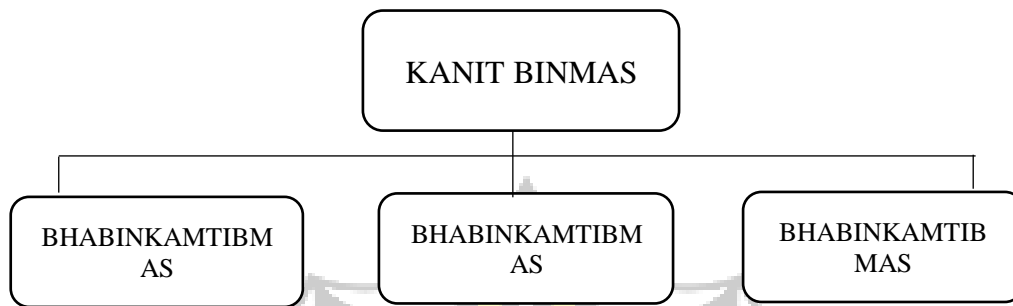 KANIT BINMAS
BHABINKAMTIBM
AS
BHABINKAMTIBM
AS
BHABINKAMTIB
MAS